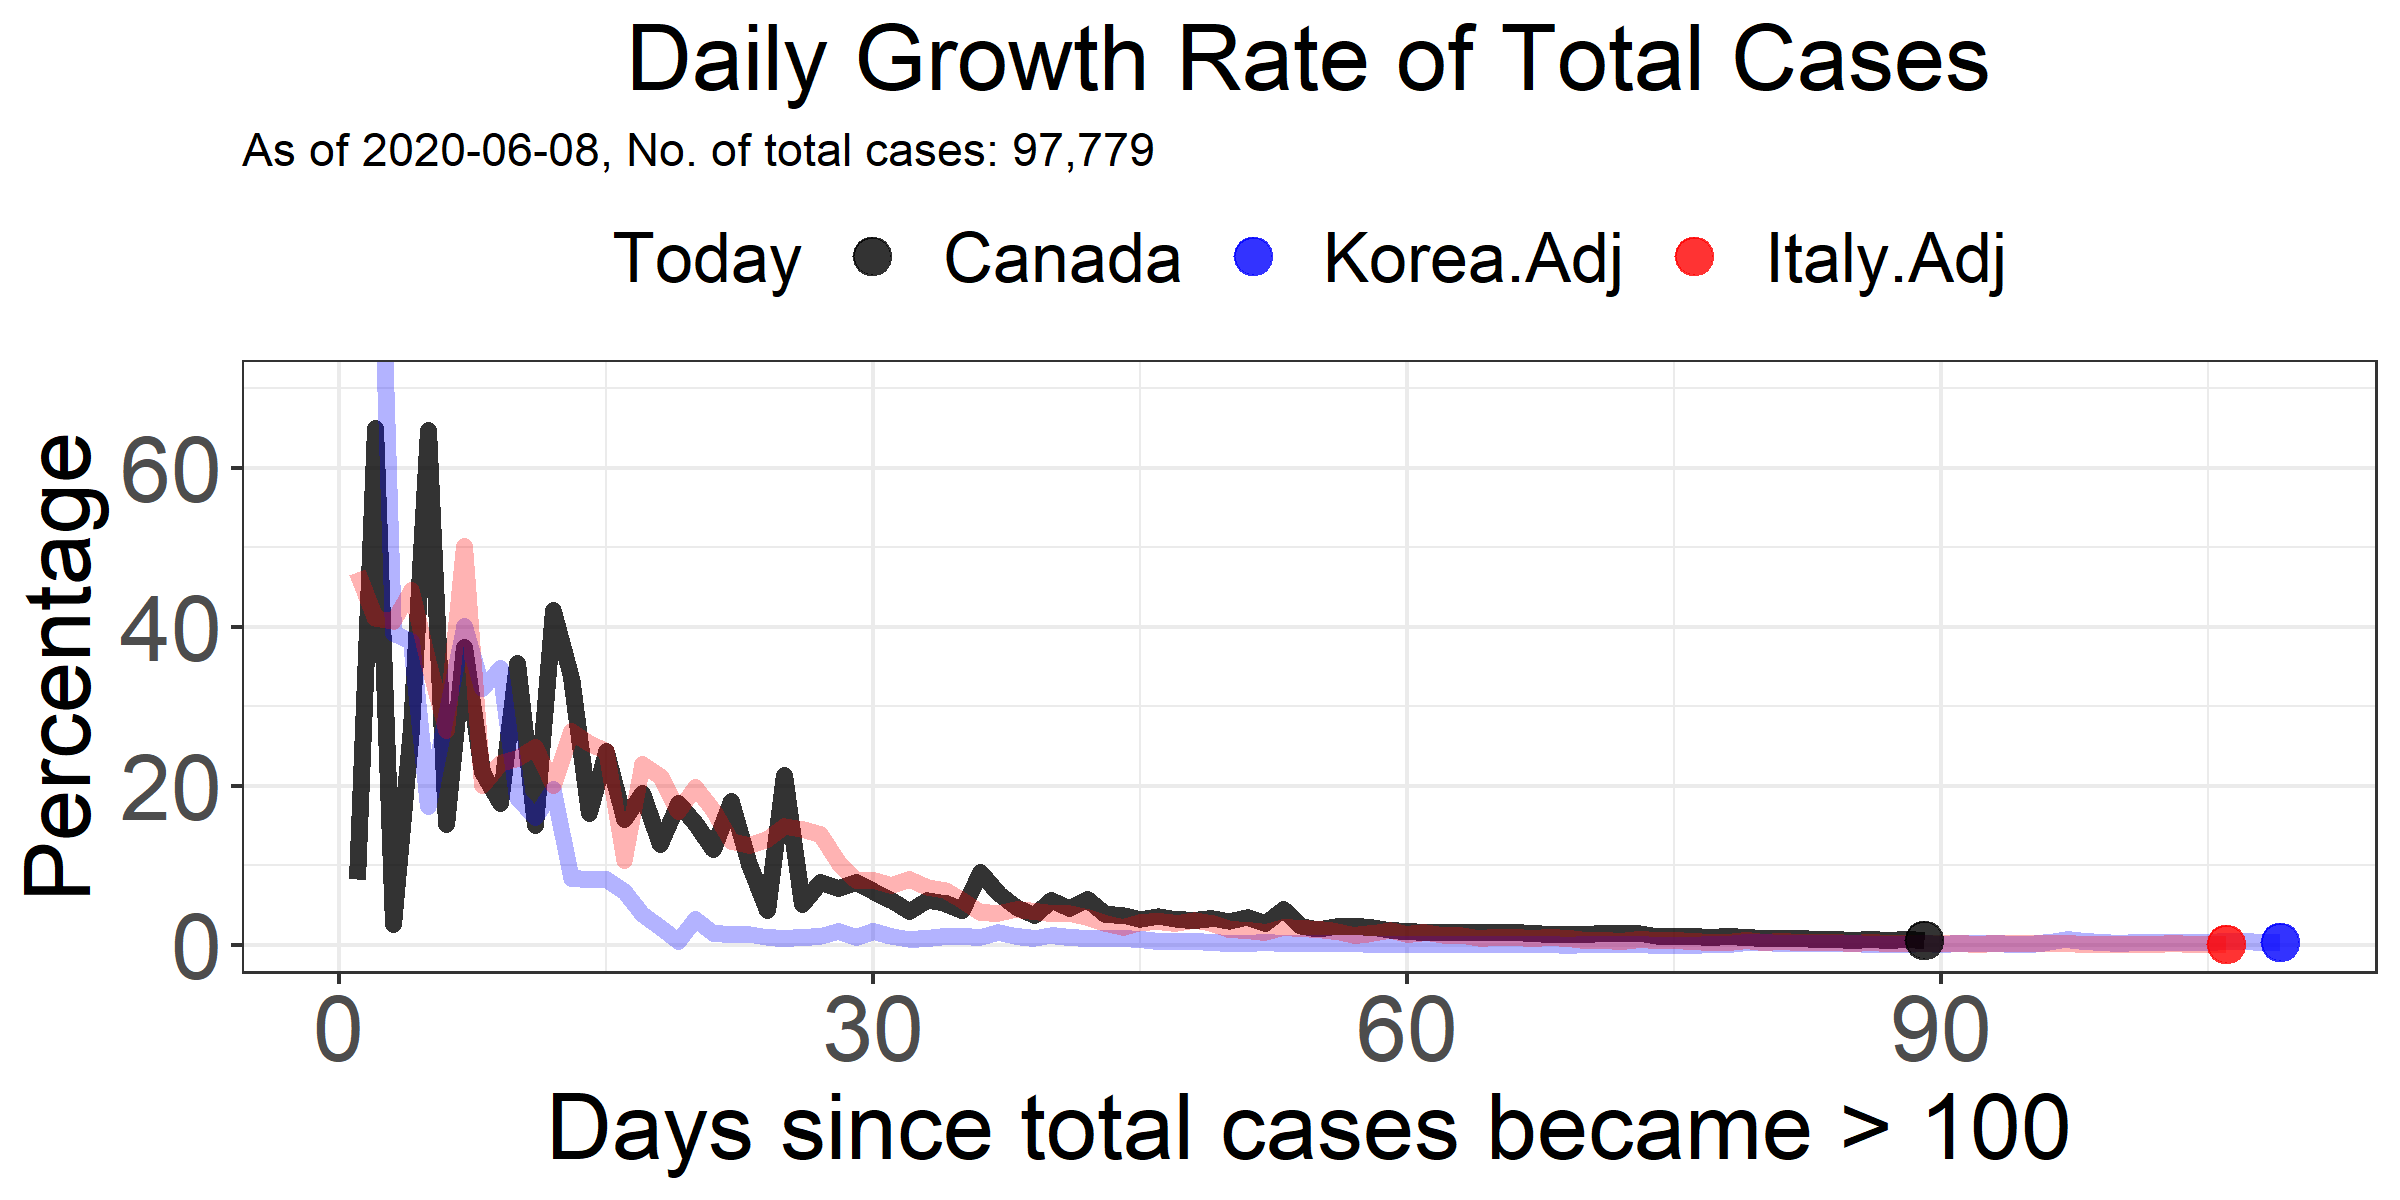 Daily Growth Rate of Total Cases
As of 2020-06-08, No. of total cases: 97,779
Today Canada Korea.Adj Italy.Adj
Percentage
60
40
20
0
0 30 60 90
Days since total cases became > 100